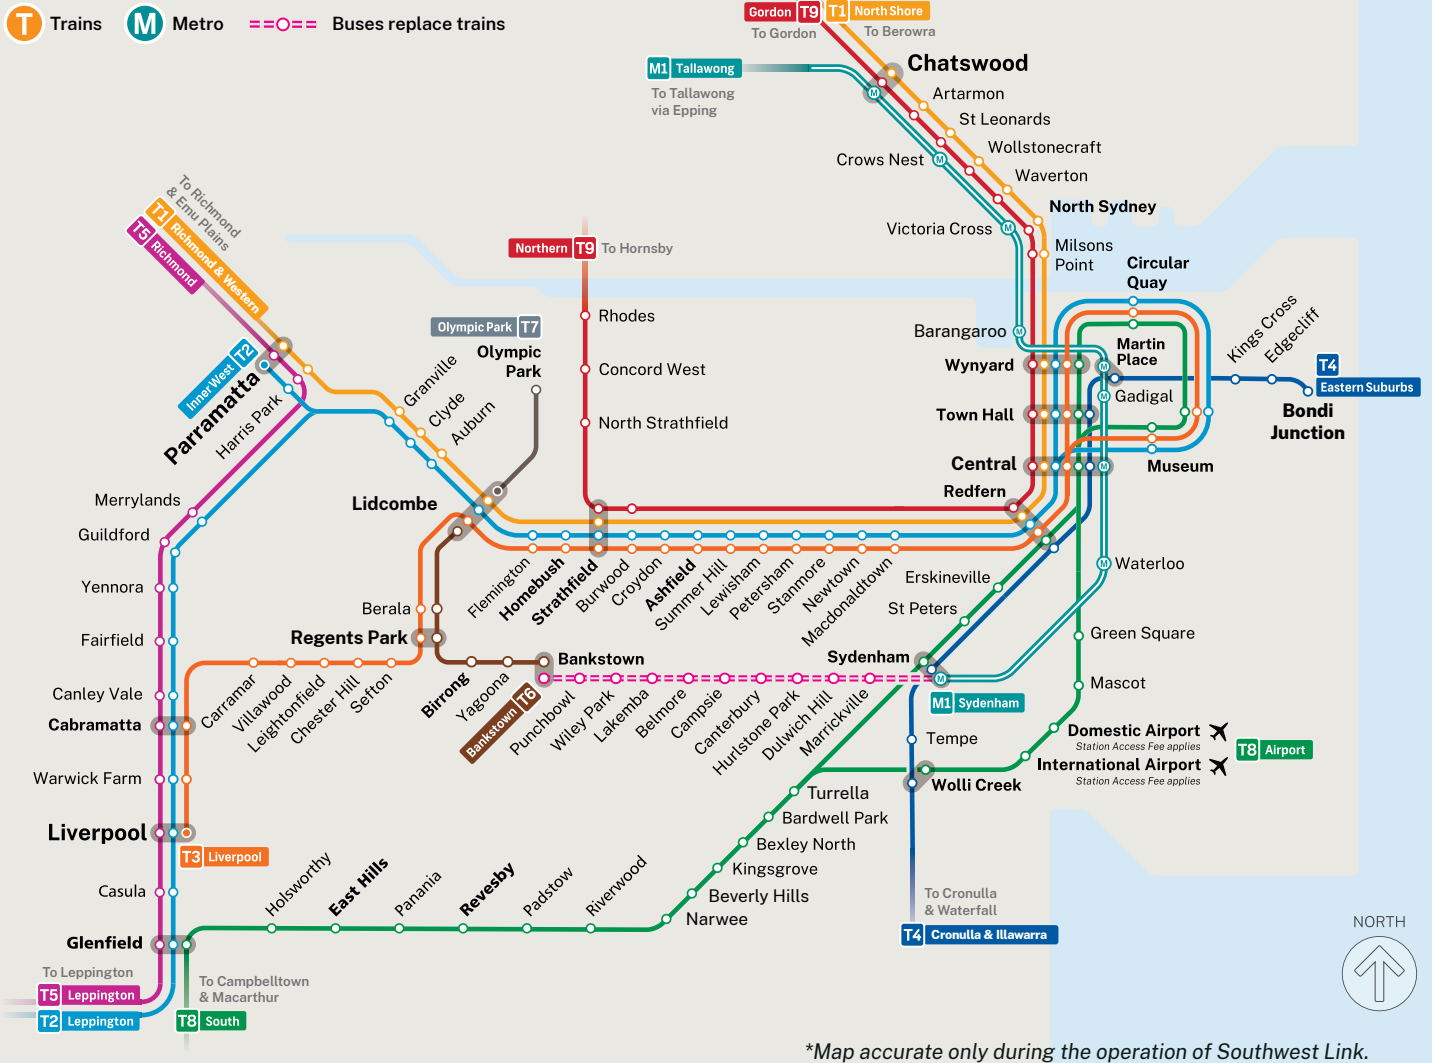 T Trains
M Metro
Buses replace trains
Gordon T9
To Gordon
T1 North Shore
To Berowra
M1 Tallawong
To Tallawong
via Epping
Chatswood
Artarmon
St Leonards
Wollstonecraft
Waverton
North Sydney
Milsons
Point
M
Crows Nest M
Victoria Cross M
Barangaroo M
Circular
Quay
Kings Cross
Edgecliff
T4
Eastern Suburbs
Bondi
Junction
Martin
Place
M
Gadigal
M
Wynyard
Town Hall
Central
M
Museum
Redfern
To Richmond
& Emu Plains
T1 Richmond & Western
T5 Richmond
Inner West T2
Parramatta
Harris Park
Northern T9
To Hornsby
Rhodes
Concord West
North Strathfield
Olympic Park T7
Olympic
Park
Granville
Clyde
Auburn
Lidcombe
Merrylands
Guildford
Yennora
Fairfield
Canley Vale
Cabramatta
Warwick Farm
Liverpool
T3 Liverpool
Casula
Glenfield
To Leppington
T5 Leppington
T2 Leppington
To Campbelltown
& Macarthur
T8 South
Berala
Regents Park
Carramar
Villawood
Leightonfield
Chester Hill
Sefton
Birrong
Yagoona
Bankstown T6
Bankstown
Flemington
Homebush
Strathfield
Burwood
Croydon
Ashfield
Summer Hill
Lewisham
Petersham
Stanmore
Newtown
Macdonaldtown
Punchbowl
Wiley Park
Lakemba
Belmore
Campsie
Canterbury
Hurlstone Park
Dulwich Hill
Marrickville
Erskineville
St Peters
Sydenham
M
M1 Sydenham
M
Waterloo
Green Square
Mascot
Domestic Airport
Station Access Fee applies
International Airport
Station Access Fee applies
T8 Airport
Tempe
Wolli Creek
Turrella
Bardwell Park
Bexley North
Kingsgrove
Beverly Hills
Narwee
Holsworthy
East Hills
Panania
Revesby
Padstow
Riverwood
To Cronulla
& Waterfall
T4 Cronulla & Illawarra
NORTH
*Map accurate only during the operation of Southwest Link.